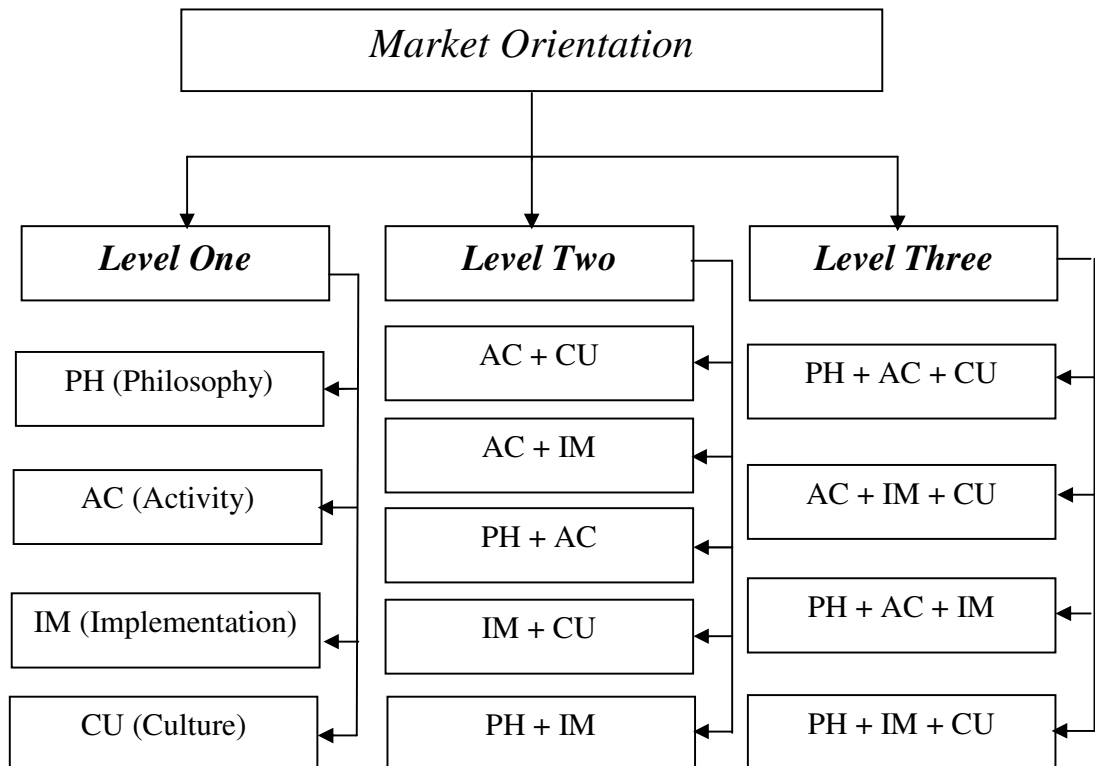 Market Orientation
Level One
PH (Philosophy)
AC (Activity)
IM (Implementation)
CU (Culture)
Level Two
AC + CU
AC + IM
PH + AC
IM + CU
PH + IM
Level Three
PH + AC + CU
AC + IM + CU
PH + AC + IM
PH + IM + CU